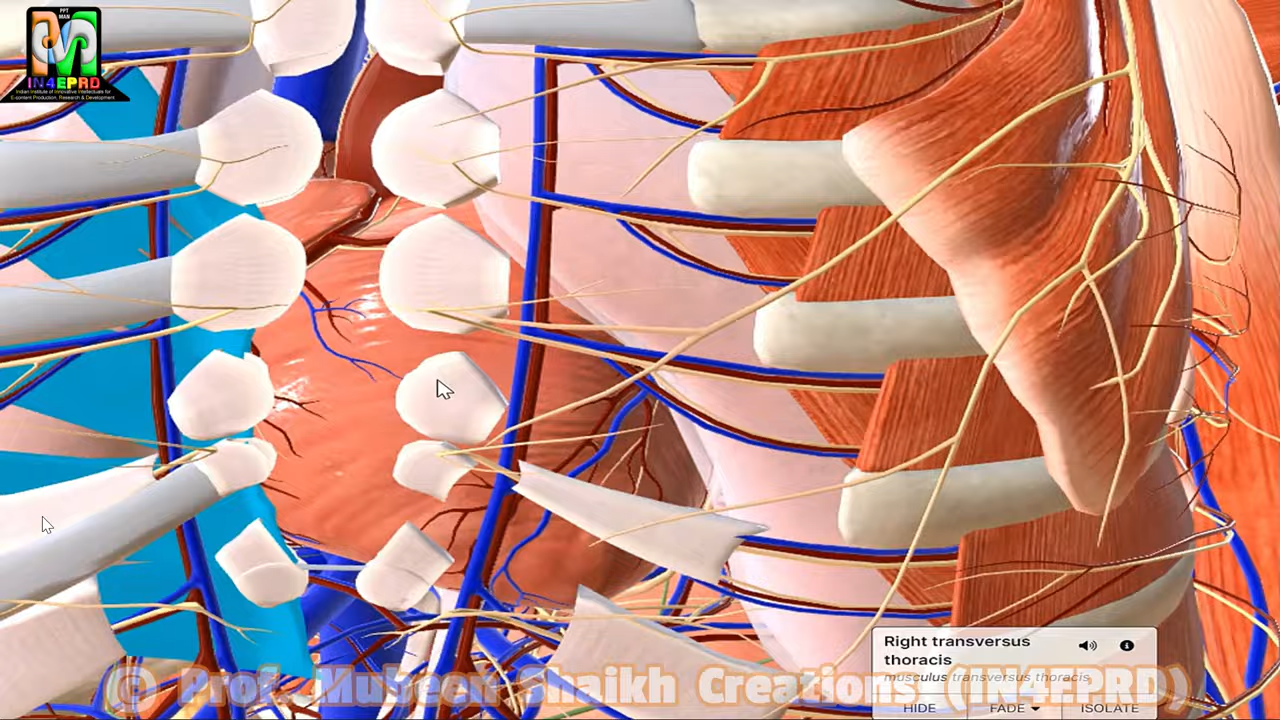 PPT
MAN
IN4EPRD
Indian Institute of Innovative Intellectuals for
E-content Production, Research & Development
Right transversus
thoracis
musculus transversus thoracis
© Prof. Mubeen Shaikh Creations (IN4EPRD)
HIDE FADE ISOLATE